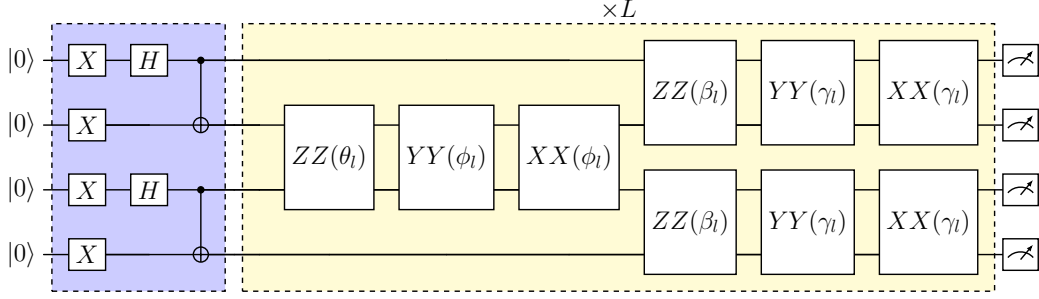 ×L
|0⟩ X H ZZ(β_l) YY(γ_l) XX(γ_l)
|0⟩ X ZZ(θ_l) YY(ϕ_l) XX(ϕ_l)
|0⟩ X H ZZ(β_l) YY(γ_l) XX(γ_l)
|0⟩ X